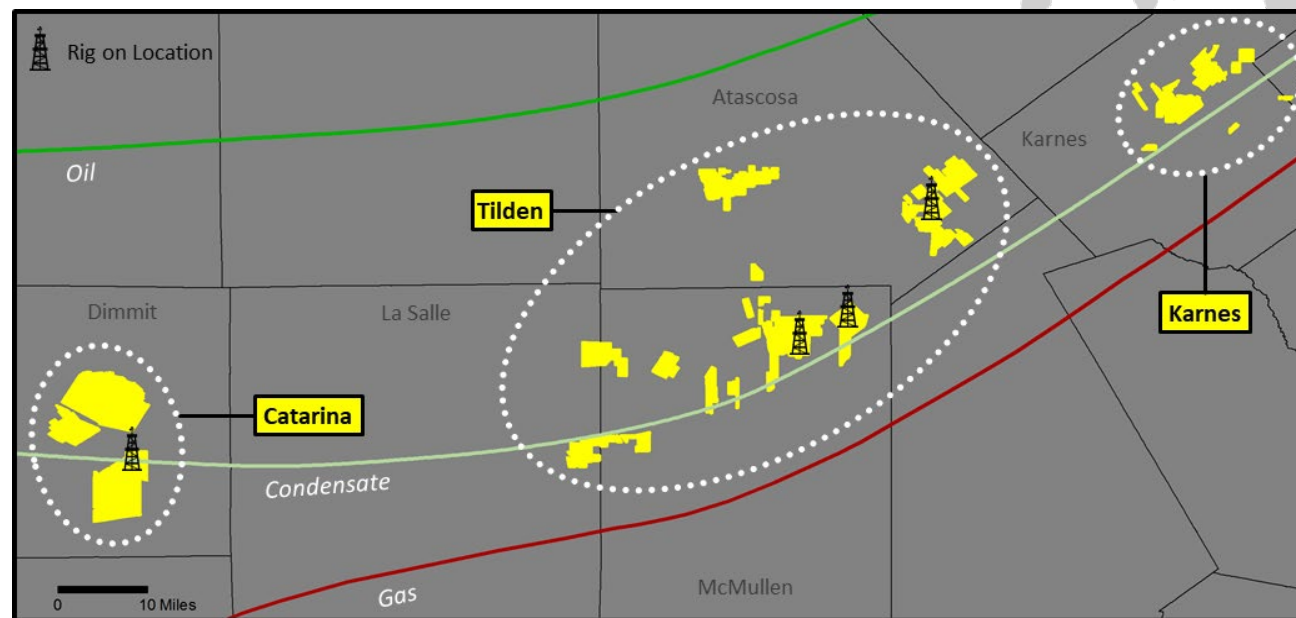 Rig on Location
Atascosa
Karnes
Oil
Tilden
Dimmit
La Salle
Karnes
Catarina
Condensate
McMullen
Gas
0 10 Miles